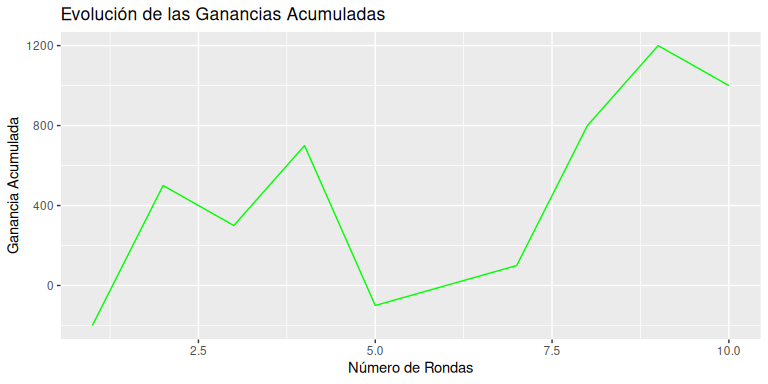 Evolución de las Ganancias Acumuladas
Ganancia Acumulada
1200
800
400
0
2.5
5.0
7.5
10.0
Número de Rondas